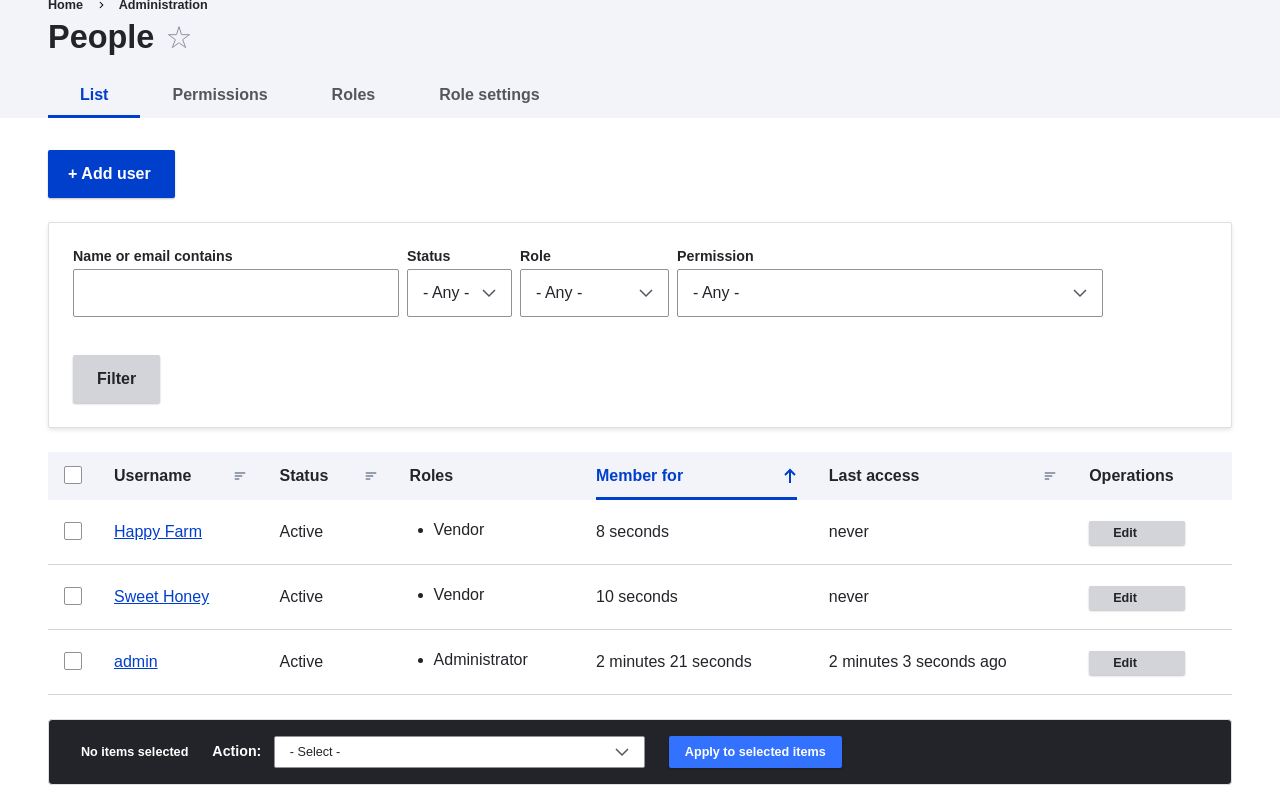 Home › Administration
People ☆
List Permissions Roles Role settings
+ Add user
Name or email contains Status Role Permission
- Any - - Any - - Any -
Filter
Username Status Roles Member for Last access Operations
Happy Farm Active • Vendor 8 seconds never Edit
Sweet Honey Active • Vendor 10 seconds never Edit
admin Active • Administrator 2 minutes 21 seconds 2 minutes 3 seconds ago Edit
No items selected Action: - Select - Apply to selected items